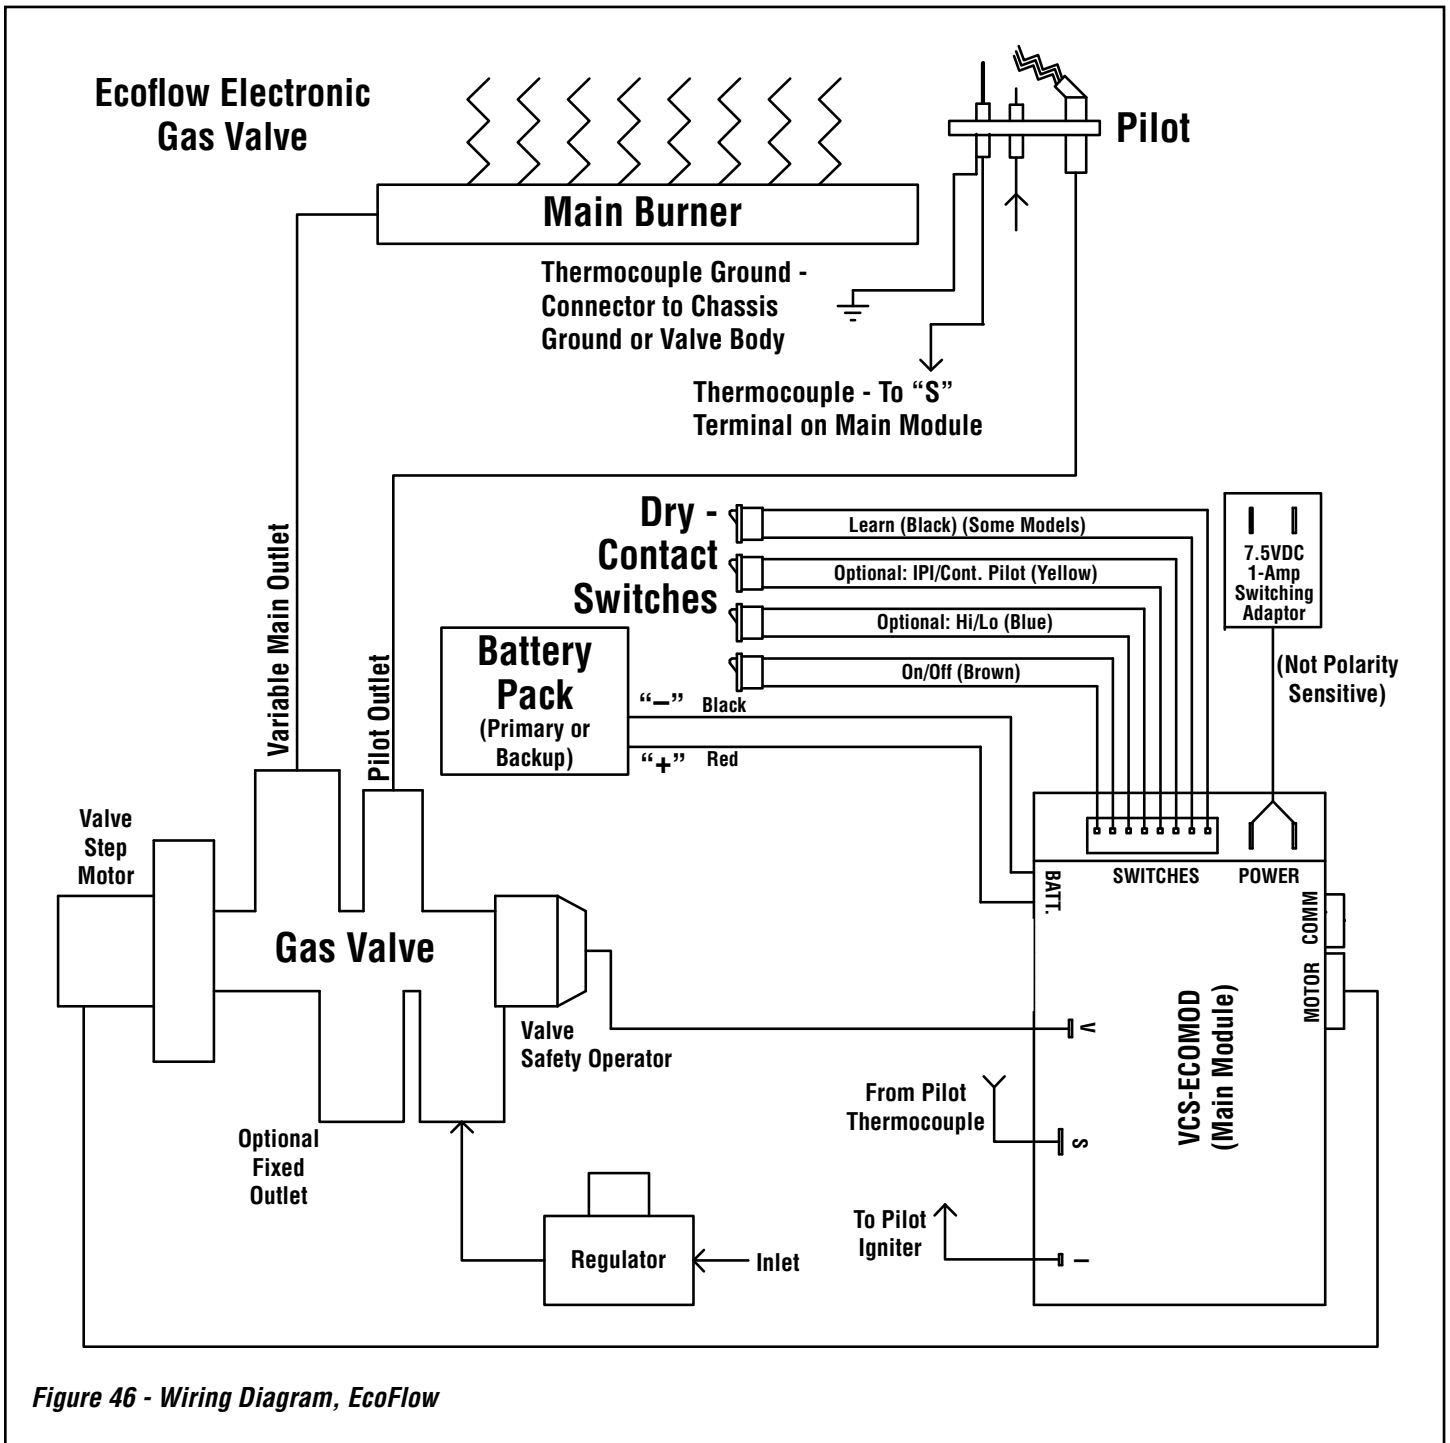 Ecoflow Electronic
Gas Valve
Pilot
Main Burner
Thermocouple Ground -
Connector to Chassis
Ground or Valve Body
Thermocouple - To “S”
Terminal on Main Module
Dry -
Contact
Switches
Learn (Black) (Some Models)
Optional: IPI/Cont. Pilot (Yellow)
Optional: Hi/Lo (Blue)
On/Off (Brown)
7.5VDC
1-Amp
Switching
Adaptor
(Not Polarity
Sensitive)
Battery
Pack
(Primary or
Backup)
“–” Black
“+” Red
Variable Main Outlet
Pilot Outlet
Valve
Step
Motor
Gas Valve
Valve
Safety Operator
Optional
Fixed
Outlet
Regulator
Inlet
SWITCHES
POWER
BATT.
COMM
MOTOR
VCS-ECOMOD
(Main Module)
V
From Pilot
Thermocouple
S
To Pilot
Igniter
I
Figure 46 - Wiring Diagram, EcoFlow